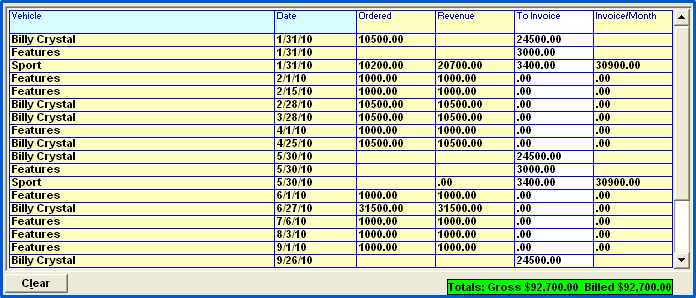 Vehicle Date Ordered Revenue To Invoice Invoice/Month
Billy Crystal 1/31/10 10500.00 24500.00
Features 1/31/10 3000.00
Sport 1/31/10 10200.00 20700.00 3400.00 30900.00
Features 2/1/10 1000.00 1000.00 .00 .00
Features 2/15/10 1000.00 1000.00 .00 .00
Billy Crystal 2/28/10 10500.00 10500.00 .00 .00
Billy Crystal 3/28/10 10500.00 10500.00 .00 .00
Features 4/1/10 1000.00 1000.00 .00 .00
Billy Crystal 4/25/10 10500.00 10500.00 .00 .00
Billy Crystal 5/30/10 24500.00
Features 5/30/10 3000.00
Sport 5/30/10 .00 3400.00 30900.00
Features 6/1/10 1000.00 1000.00 .00 .00
Billy Crystal 6/27/10 31500.00 31500.00 .00 .00
Features 7/6/10 1000.00 1000.00 .00 .00
Features 8/3/10 1000.00 1000.00 .00 .00
Features 9/1/10 1000.00 1000.00 .00 .00
Billy Crystal 9/26/10 24500.00
Clear Totals: Gross $92,700.00 Billed $92,700.00